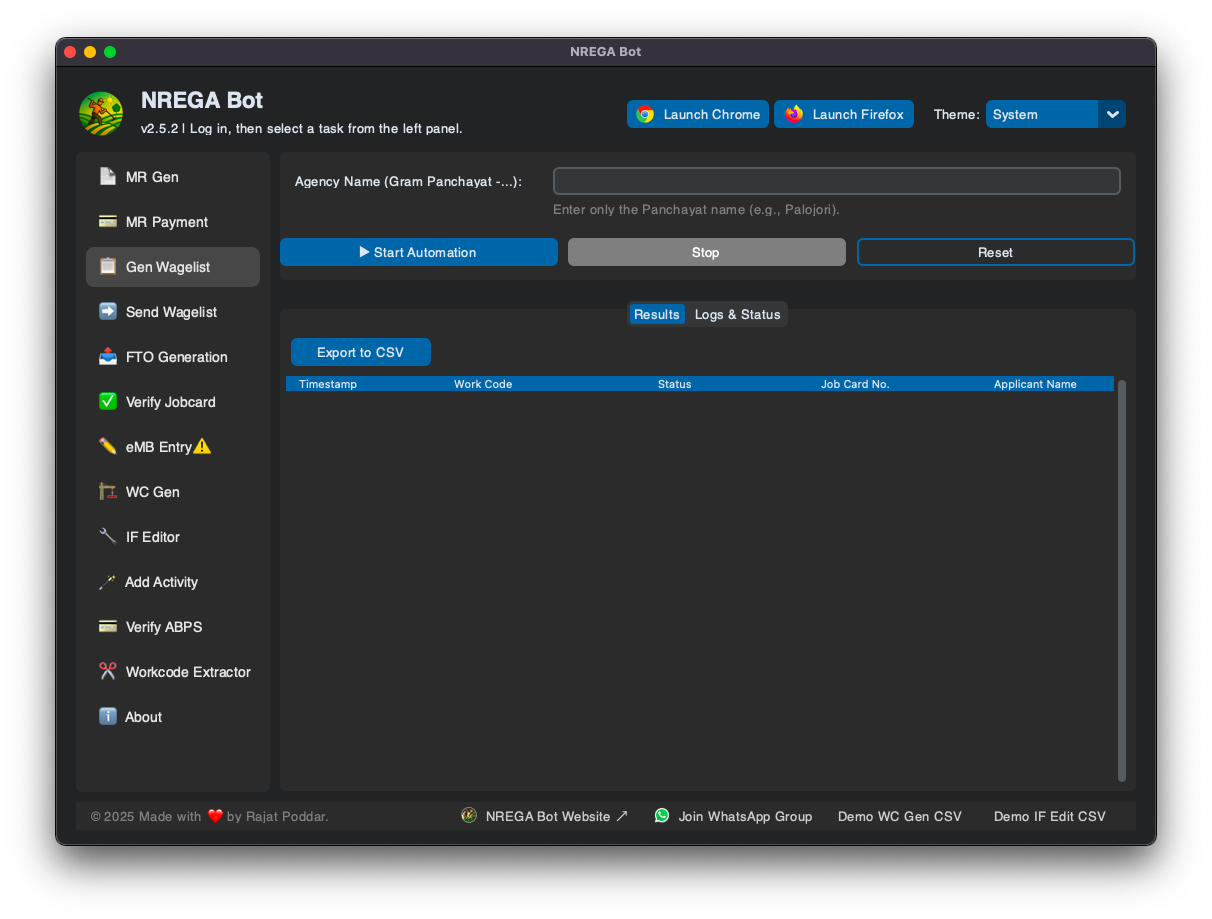 NREGA Bot
NREGA Bot
v2.5.2 | Log in, then select a task from the left panel.
Launch Chrome
Launch Firefox
Theme:
System
MR Gen
MR Payment
Gen Wagelist
Send Wagelist
FTO Generation
Verify Jobcard
eMB Entry⚠️
WC Gen
IF Editor
Add Activity
Verify ABPS
Workcode Extractor
About
Agency Name (Gram Panchayat -...):
Enter only the Panchayat name (e.g., Palojori).
▶ Start Automation
Stop
Reset
Results
Logs & Status
Export to CSV
Timestamp Work Code Status Job Card No. Applicant Name
© 2025 Made with ❤️ by Rajat Poddar.
NREGA Bot Website ↗
Join WhatsApp Group
Demo WC Gen CSV
Demo IF Edit CSV